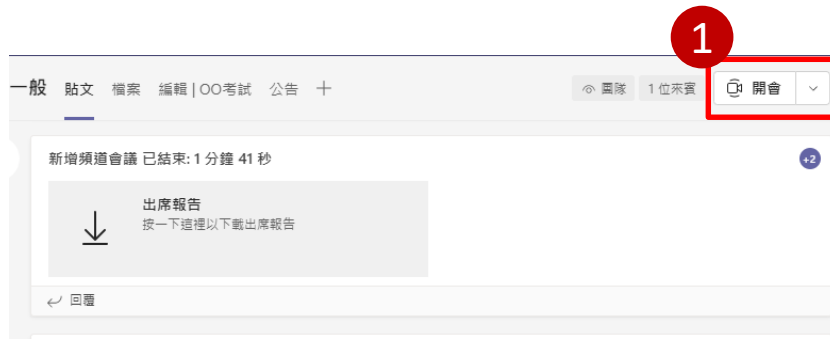 1
一般 貼文 檔案 編輯 | OO考試 公告 ＋ 團隊 1 位來賓 開會
新增頻道會議 已結束: 1 分鐘 41 秒 +2
出席報告
按一下這裡以下載出席報告
回覆